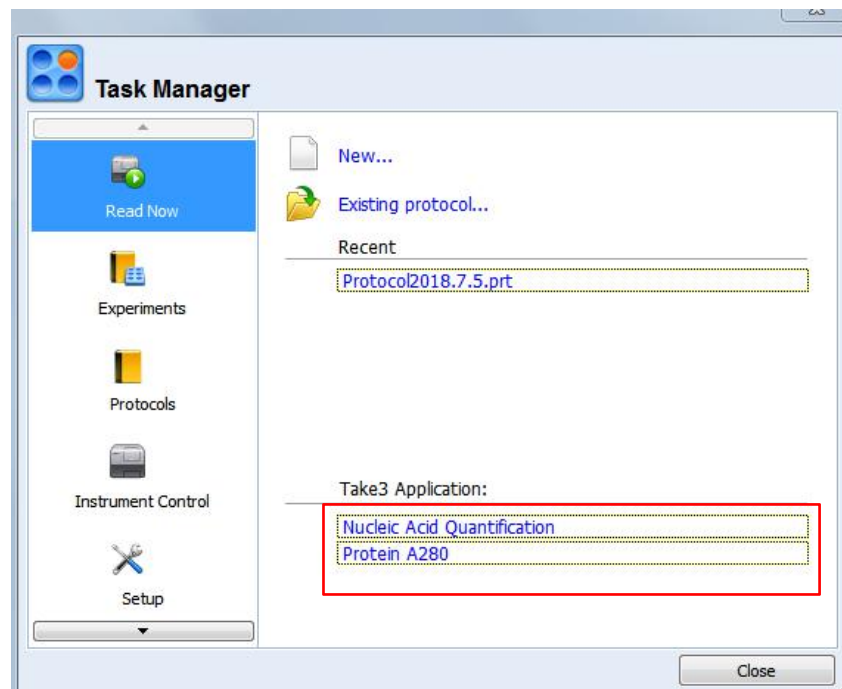 Task Manager
Read Now
Experiments
Protocols
Instrument Control
Setup
New...
Existing protocol...
Recent
Protocol2018.7.5.prt
Take3 Application:
Nucleic Acid Quantification
Protein A280
Close